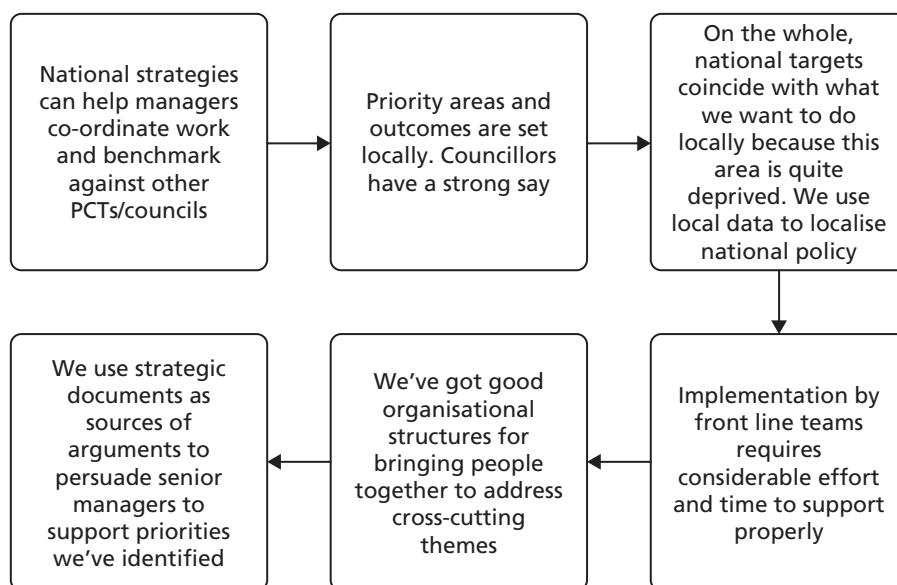 National strategies
can help managers
co-ordinate work
and benchmark
against other
PCTs/councils
Priority areas and
outcomes are set
locally. Councillors
have a strong say
On the whole,
national targets
coincide with what
we want to do
locally because this
area is quite
deprived. We use
local data to localise
national policy
Implementation by
front line teams
requires
considerable effort
and time to support
properly
We’ve got good
organisational
structures for
bringing people
together to address
cross-cutting
themes
We use strategic
documents as
sources of
arguments to
persuade senior
managers to
support priorities
we’ve identified